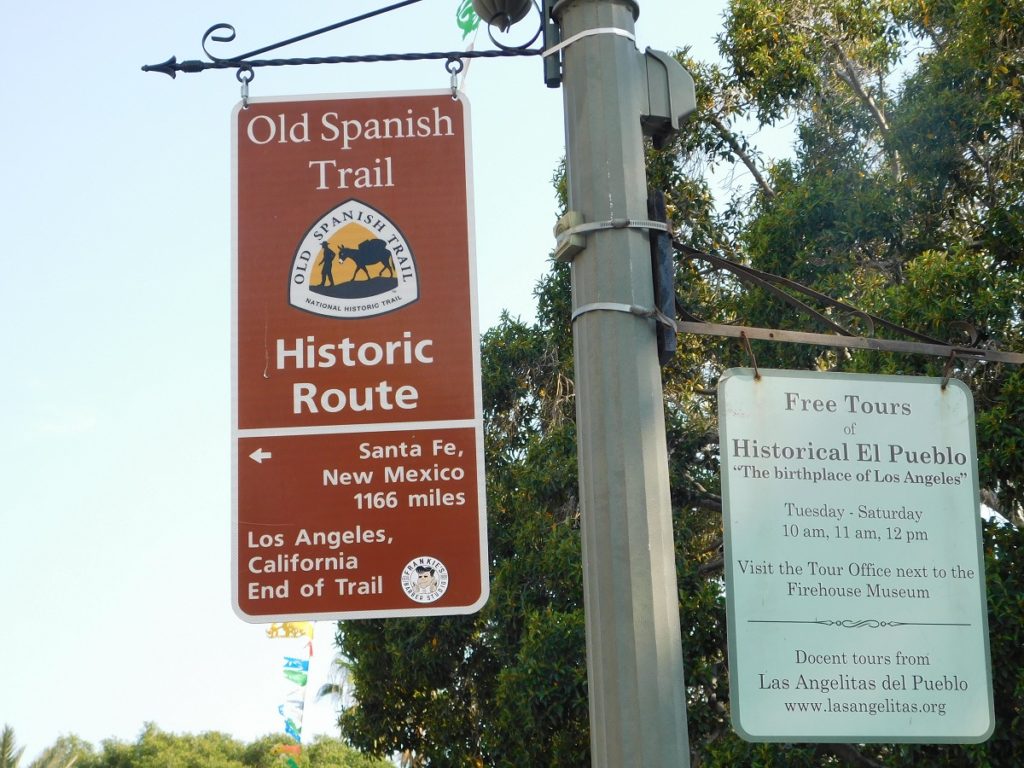 Old Spanish
Trail
OLD SPANISH TRAIL
NATIONAL HISTORIC TRAIL
Historic
Route
Santa Fe,
New Mexico
1166 miles
Los Angeles,
California
End of Trail
FRANKIE'S
BARBER STUDIO
Free Tours
of
Historical El Pueblo
"The birthplace of Los Angeles"
Tuesday - Saturday
10 am, 11 am, 12 pm
Visit the Tour Office next to the
Firehouse Museum
Docent tours from
Las Angelitas del Pueblo
www.lasangelitas.org